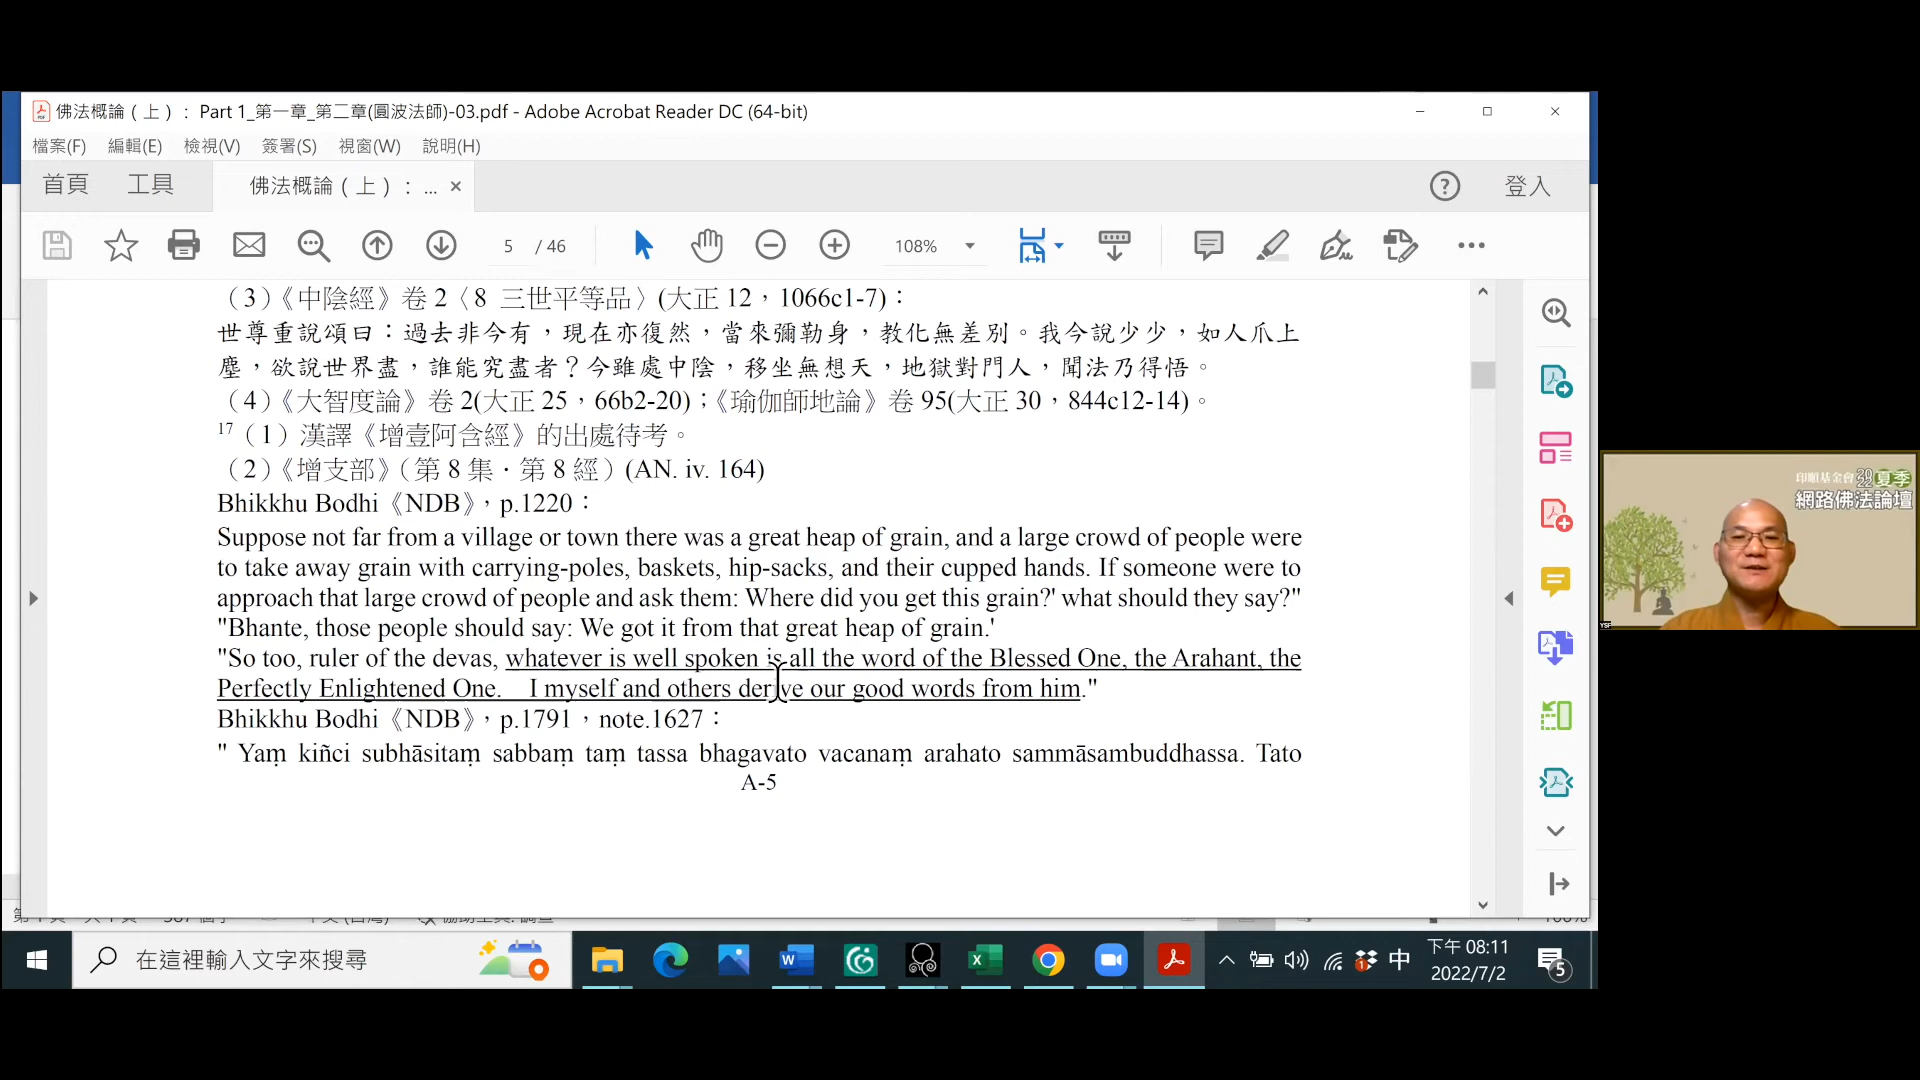 佛法概論（上）： Part 1_第一章_第二章(圓波法師)-03.pdf - Adobe Acrobat Reader DC (64-bit)
檔案(F) 編輯(E) 檢視(V) 簽署(S) 視窗(W) 說明(H)
首頁 工具 佛法概論（上）： ... 登入
5 / 46 108%
（3）《中陰經》卷 2〈8 三世平等品〉(大正 12，1066c1-7)：
世尊重說頌曰：過去非今有，現在亦復然，當來彌勒身，教化無差別。我今說少少，如人爪上
塵，欲說世界盡，誰能究盡者？今雖處中陰，移坐無想天，地獄對門人，聞法乃得悟。
（4）《大智度論》卷 2(大正 25，66b2-20)；《瑜伽師地論》卷 95(大正 30，844c12-14)。
17（1）漢譯《增壹阿含經》的出處待考。
（2）《增支部》（第 8 集．第 8 經）(AN. iv. 164)
Bhikkhu Bodhi《NDB》，p.1220：
Suppose not far from a village or town there was a great heap of grain, and a large crowd of people were
to take away grain with carrying-poles, baskets, hip-sacks, and their cupped hands. If someone were to
approach that large crowd of people and ask them: Where did you get this grain?' what should they say?"
"Bhante, those people should say: We got it from that great heap of grain.'
"So too, ruler of the devas, whatever is well spoken is all the word of the Blessed One, the Arahant, the
Perfectly Enlightened One. I myself and others derive our good words from him."
Bhikkhu Bodhi《NDB》，p.1791，note.1627：
" Yaṃ kiñci subhāsitaṃ sabbaṃ taṃ tassa bhagavato vacanaṃ arahato sammāsambuddhassa. Tato
A-5
印順基金會 2022 夏季
網路佛法論壇
YSF
在這裡輸入文字來搜尋
中
下午 08:11
2022/7/2
5